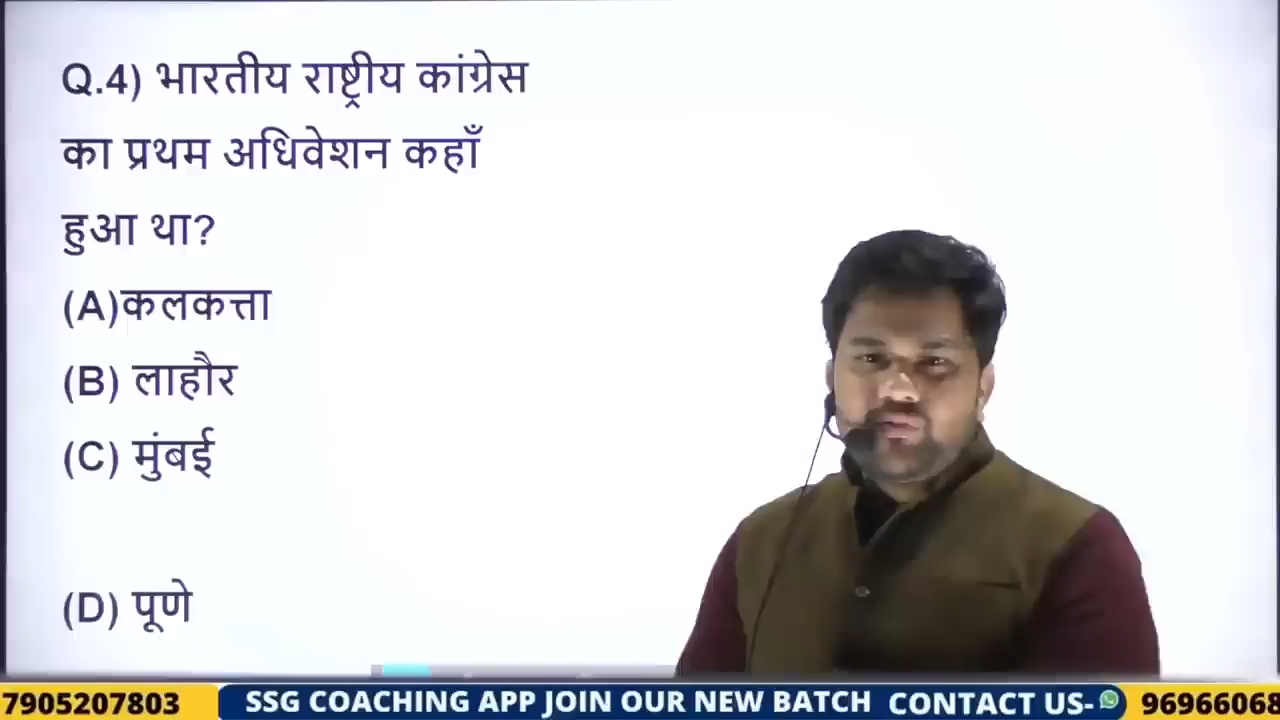 Q.4) भारतीय राष्ट्रीय कांग्रेस
का प्रथम अधिवेशन कहाँ
हुआ था?
(A)कलकत्ता
(B) लाहौर
(C) मुंबई
(D) पूणे
7905207803 SSG COACHING APP JOIN OUR NEW BATCH CONTACT US- 96966068